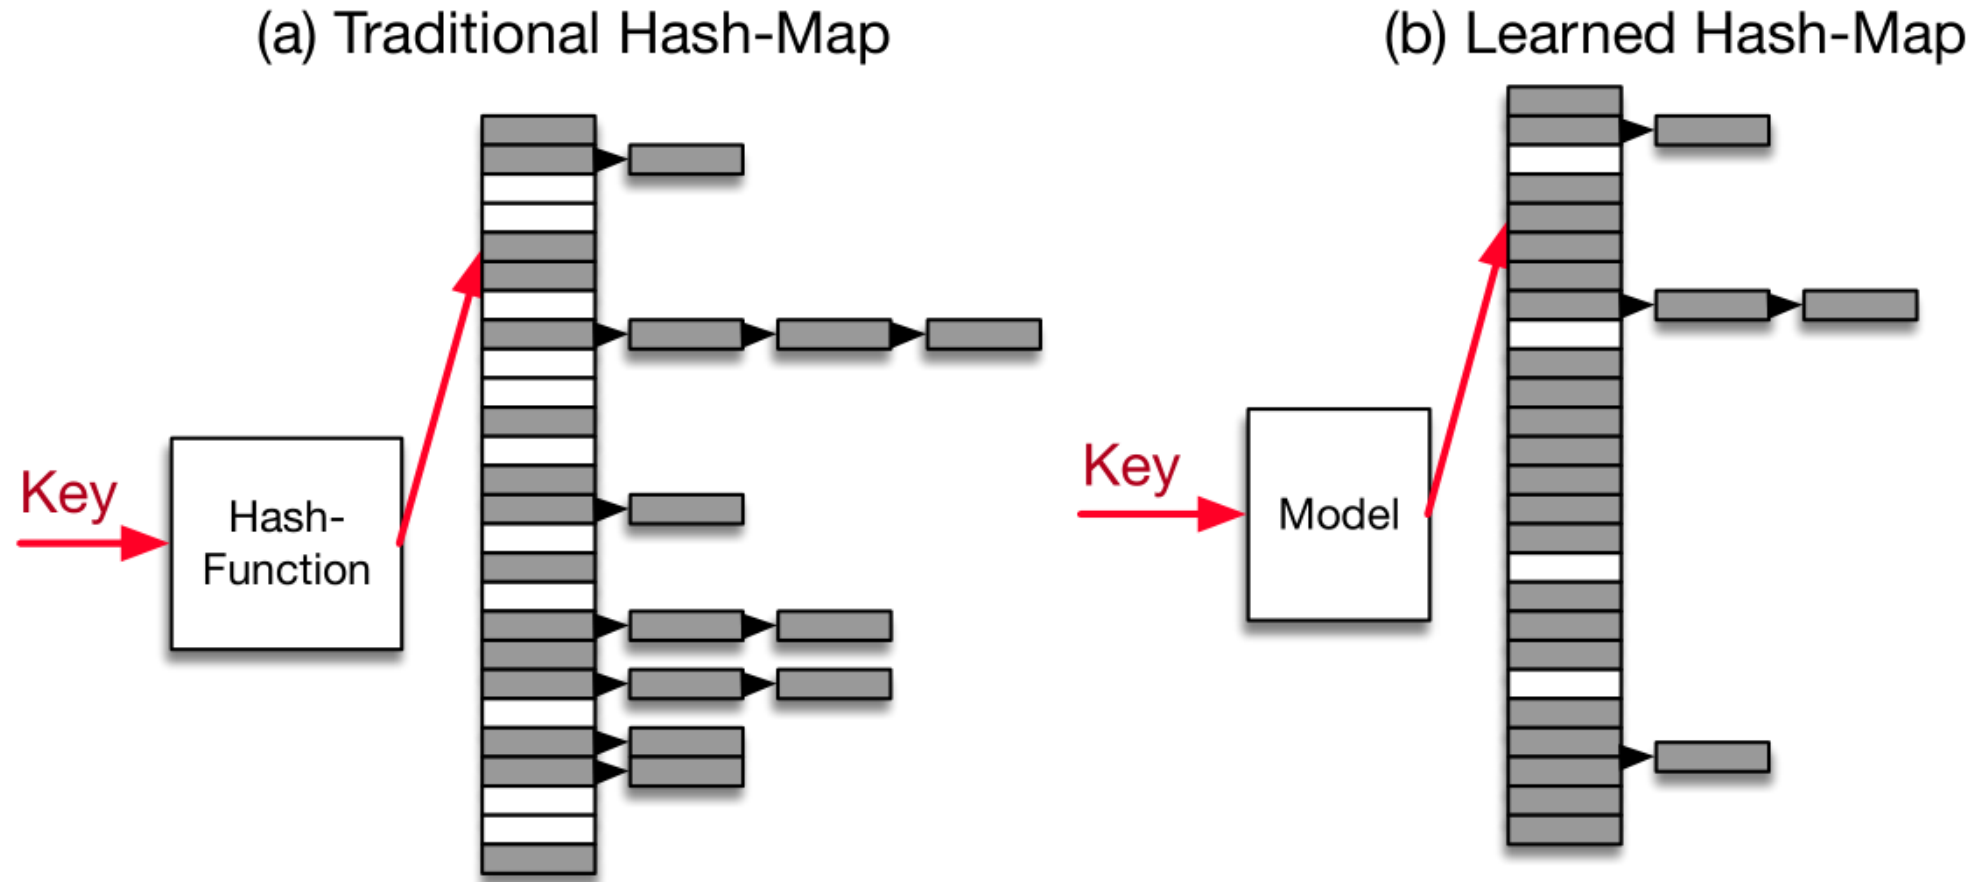 (a) Traditional Hash-Map
Key
Hash-
Function
(b) Learned Hash-Map
Key
Model